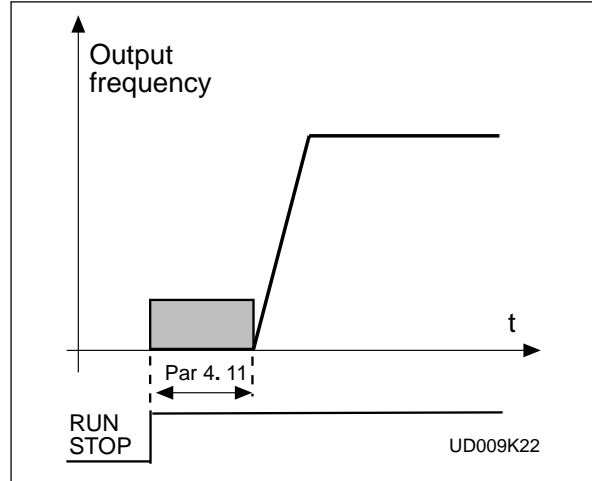 Output
frequency
t
Par 4. 11
RUN
STOP
UD009K22